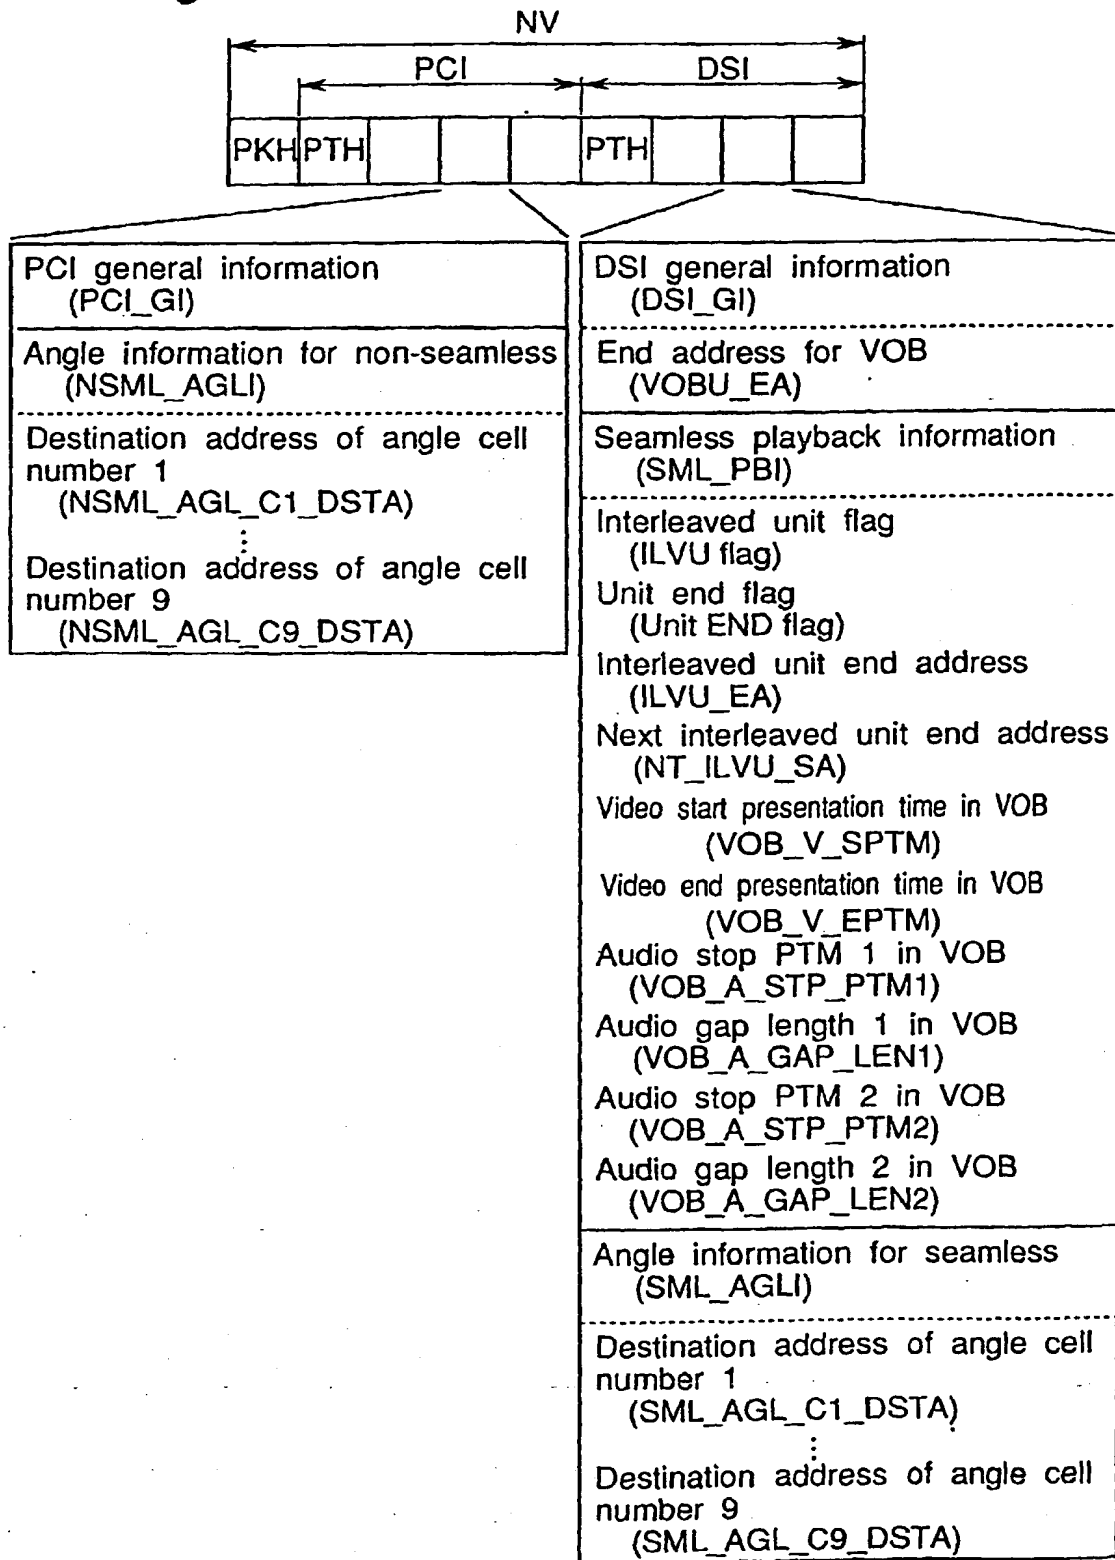 NV
PCI
DSI
PKH PTH PTH
PCI general information
(PCI_GI)
Angle information for non-seamless
(NSML_AGLI)
Destination address of angle cell
number 1
(NSML_AGL_C1_DSTA)
⋮
Destination address of angle cell
number 9
(NSML_AGL_C9_DSTA)
DSI general information
(DSI_GI)
End address for VOB
(VOBU_EA)
Seamless playback information
(SML_PBI)
Interleaved unit flag
(ILVU flag)
Unit end flag
(Unit END flag)
Interleaved unit end address
(ILVU_EA)
Next interleaved unit end address
(NT_ILVU_SA)
Video start presentation time in VOB
(VOB_V_SPTM)
Video end presentation time in VOB
(VOB_V_EPTM)
Audio stop PTM 1 in VOB
(VOB_A_STP_PTM1)
Audio gap length 1 in VOB
(VOB_A_GAP_LEN1)
Audio stop PTM 2 in VOB
(VOB_A_STP_PTM2)
Audio gap length 2 in VOB
(VOB_A_GAP_LEN2)
Angle information for seamless
(SML_AGLI)
Destination address of angle cell
number 1
(SML_AGL_C1_DSTA)
⋮
Destination address of angle cell
number 9
(SML_AGL_C9_DSTA)